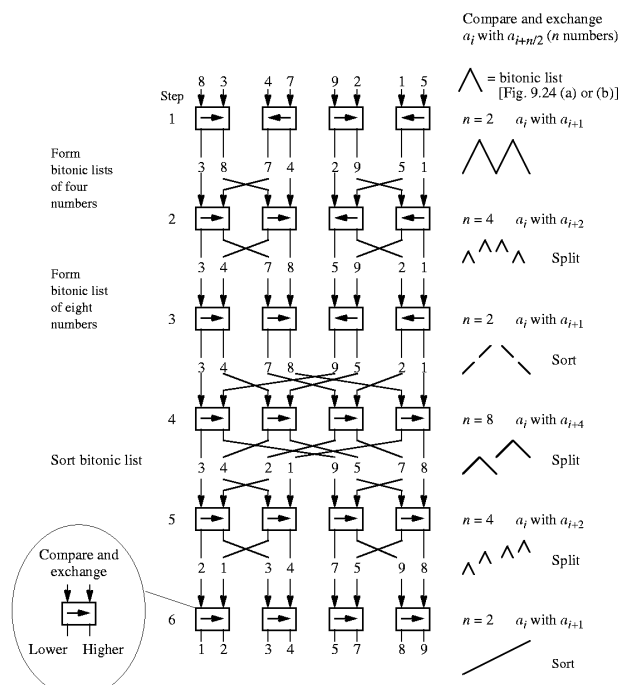 Compare and exchange
a_i with a_{i+n/2} (n numbers)
8 3 4 7 9 2 1 5
= bitonic list
[Fig. 9.24 (a) or (b)]
Step
1
n = 2 a_i with a_{i+1}
Form
bitonic lists
of four
numbers
3 8 7 4 2 9 5 1
2
n = 4 a_i with a_{i+2}
Split
3 4 7 8 5 9 2 1
Form
bitonic list
of eight
numbers
3
n = 2 a_i with a_{i+1}
Sort
3 4 7 8 9 5 2 1
4
n = 8 a_i with a_{i+4}
Sort bitonic list
3 4 2 1 9 5 7 8
Split
5
n = 4 a_i with a_{i+2}
Compare and
exchange
2 1 3 4 7 5 9 8
Split
6
n = 2 a_i with a_{i+1}
Lower Higher
1 2 3 4 5 7 8 9
Sort